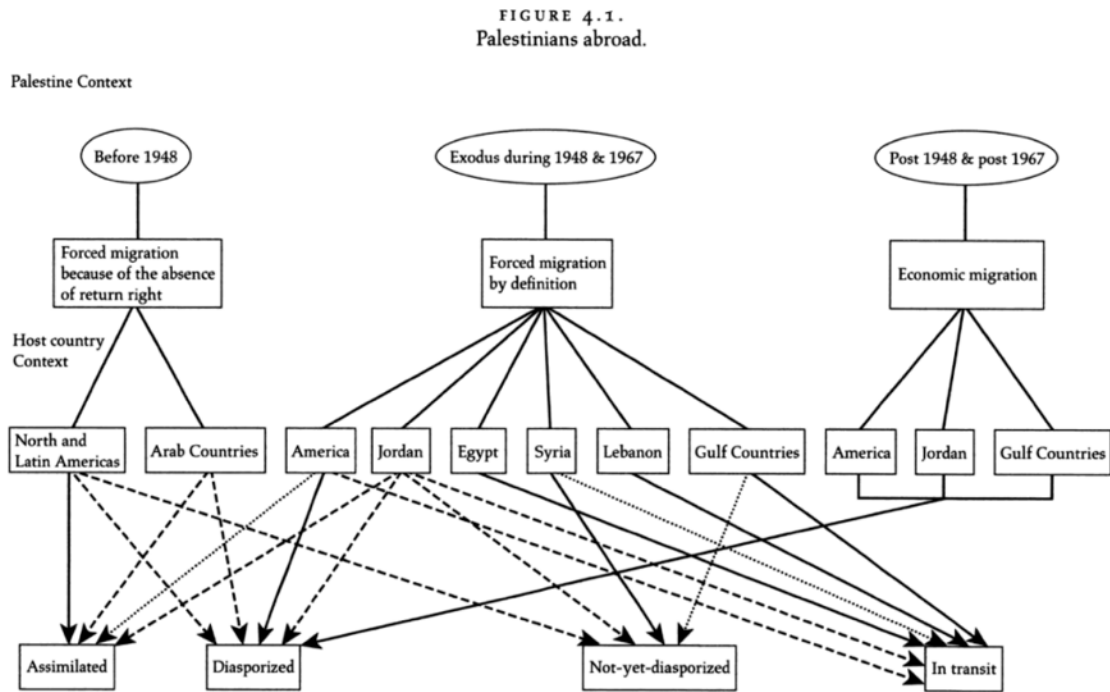 FIGURE 4.1.
Palestinians abroad.
Palestine Context
Before 1948
Exodus during 1948 & 1967
Post 1948 & post 1967
Forced migration
because of the absence
of return right
Forced migration
by definition
Economic migration
Host country
Context
North and
Latin Americas
Arab Countries
America
Jordan
Egypt
Syria
Lebanon
Gulf Countries
America
Jordan
Gulf Countries
Assimilated
Diasporized
Not-yet-diasporized
In transit